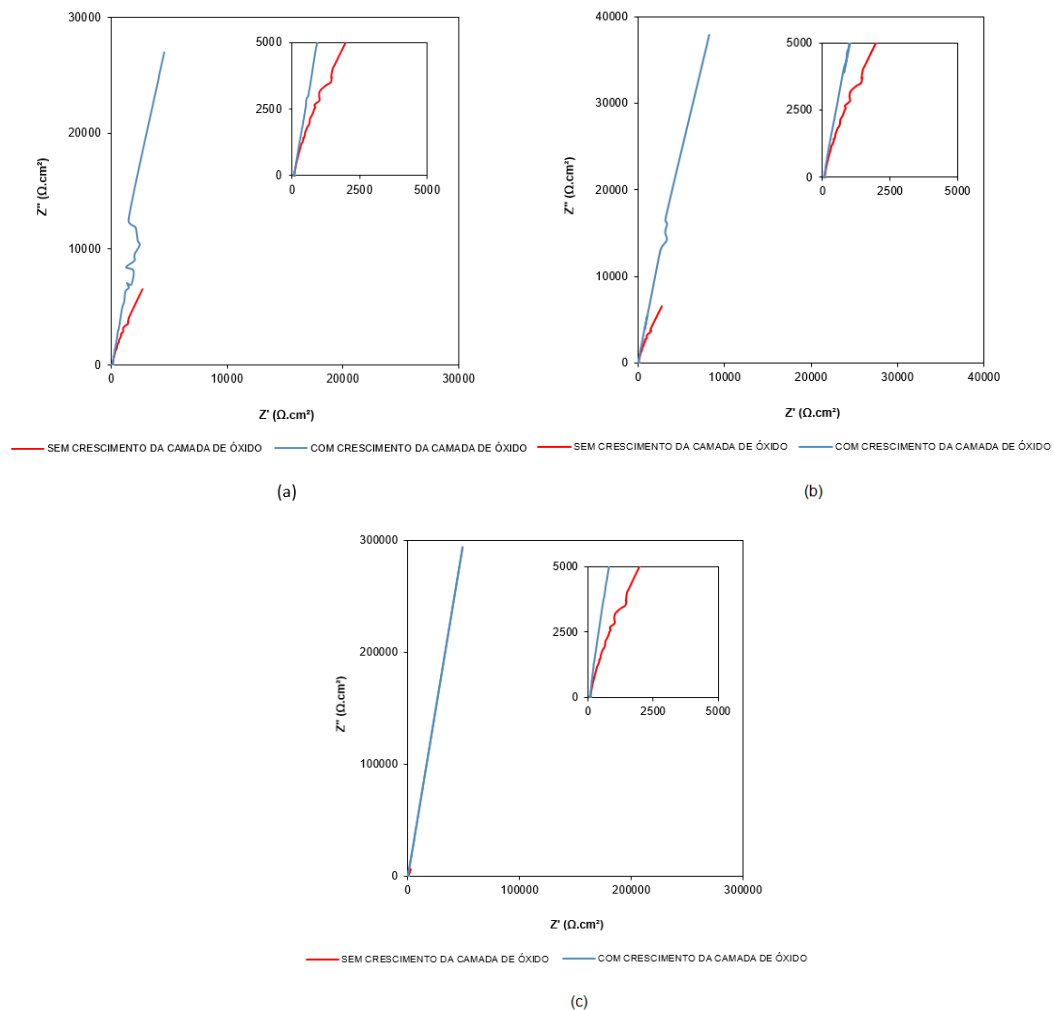 30000
20000
10000
0
Z'' (Ω.cm²)
5000
2500
0
0
2500
5000
0
10000
20000
30000
Z' (Ω.cm²)
SEM CRESCIMENTO DA CAMADA DE ÓXIDO
COM CRESCIMENTO DA CAMADA DE ÓXIDO
(a)
40000
30000
20000
10000
0
Z'' (Ω.cm²)
5000
2500
0
0
2500
5000
0
10000
20000
30000
40000
Z' (Ω.cm²)
SEM CRESCIMENTO DA CAMADA DE ÓXIDO
COM CRESCIMENTO DA CAMADA DE ÓXIDO
(b)
300000
200000
100000
0
Z'' (Ω.cm²)
5000
2500
0
0
2500
5000
0
100000
200000
300000
Z' (Ω.cm²)
SEM CRESCIMENTO DA CAMADA DE ÓXIDO
COM CRESCIMENTO DA CAMADA DE ÓXIDO
(c)